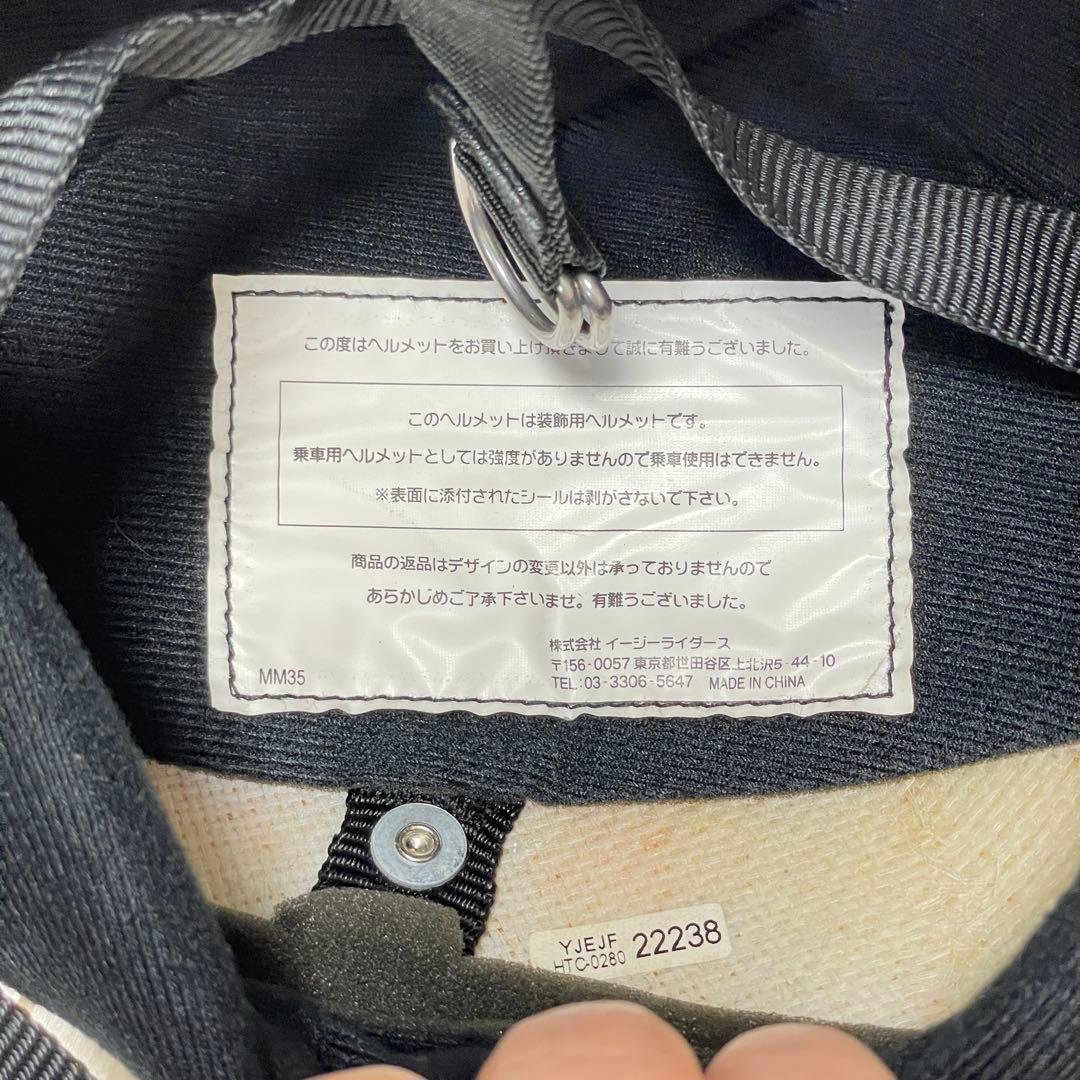 この度はヘルメットをお買い上げ頂きまして誠に有難うございました。
このヘルメットは装飾用ヘルメットです。
乗車用ヘルメットとしては強度がありませんので乗車使用はできません。
※表面に添付されたシールは剥がさないで下さい。
商品の返品はデザインの変更以外は承っておりませんので
あらかじめご了承下さいませ。有難うございました。
株式会社 イージーライダース
〒156-0057 東京都世田谷区上北沢5-44-10
MM35 TEL:03-3306-5647 MADE IN CHINA
YJEJF 22238
HTC-0280